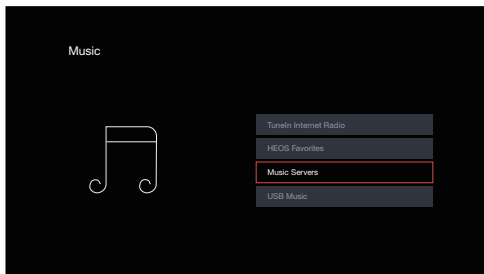 Music
TuneIn Internet Radio
HEOS Favorites
Music Servers
USB Music